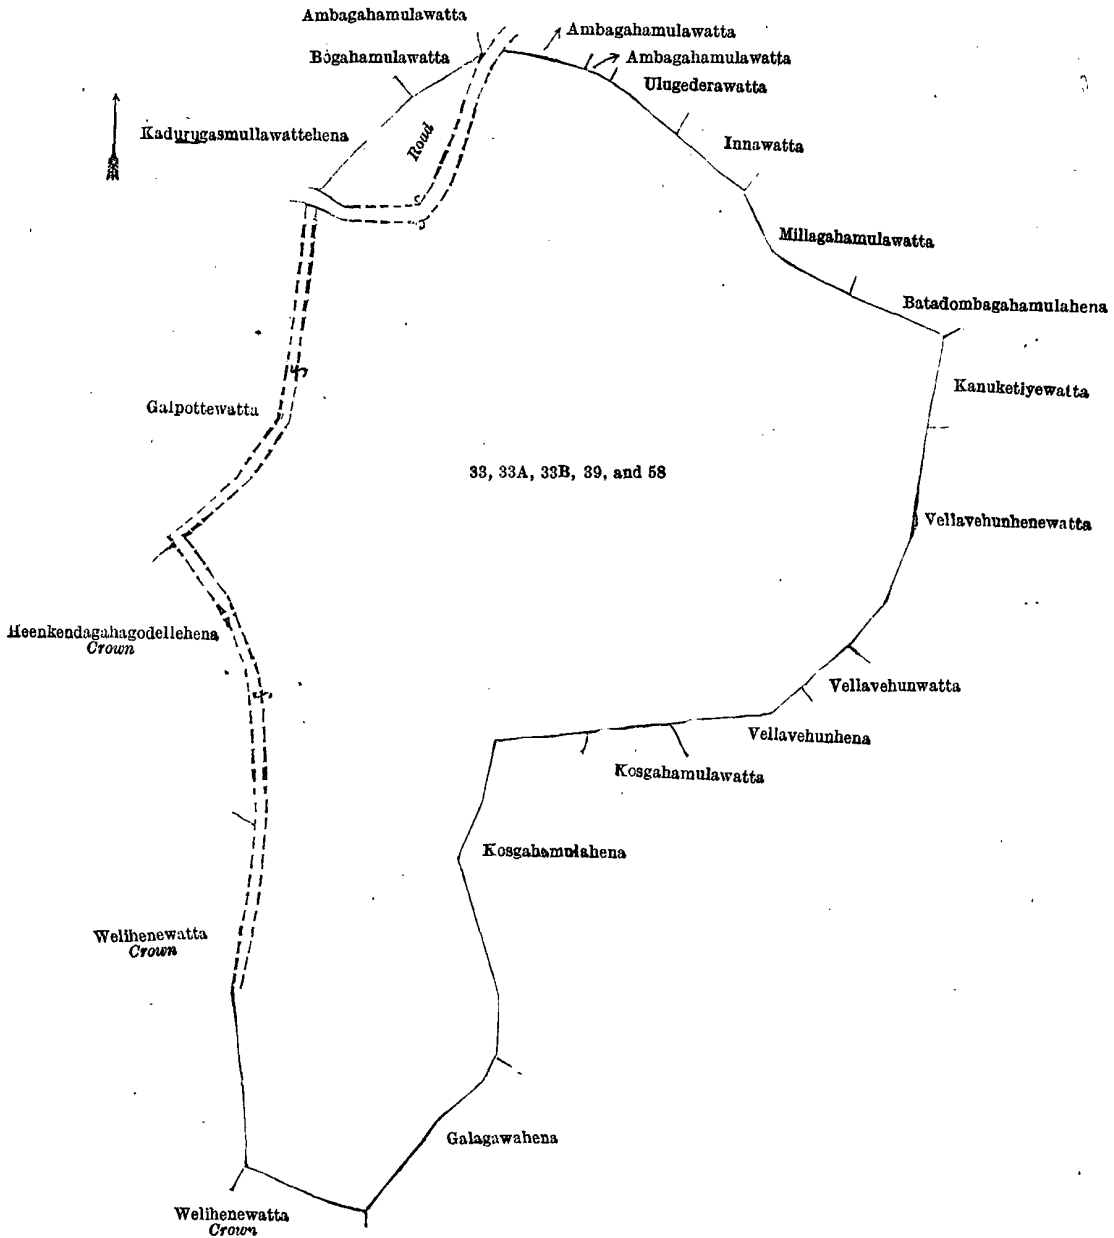 Ambagahamulawatta
Ambagahamulawatta
Bogahamulawatta
Ambagahamulawatta
Ulugederawatta
Kadurugasmullawattehena
Road
Innawatta
Millagahamulawatta
Batadombagahamulahena
Kanuketiyewatta
Galpottewatta
33, 33A, 33B, 39, and 58
Vellavehunhenewatta
Heenkendagahagodellehena
Crown
Vellavehunwatta
Vellavehunhena
Kosgahamulawatta
Kosgahamulahena
Welihenewatta
Crown
Galagawahena
Welihenewatta
Crown